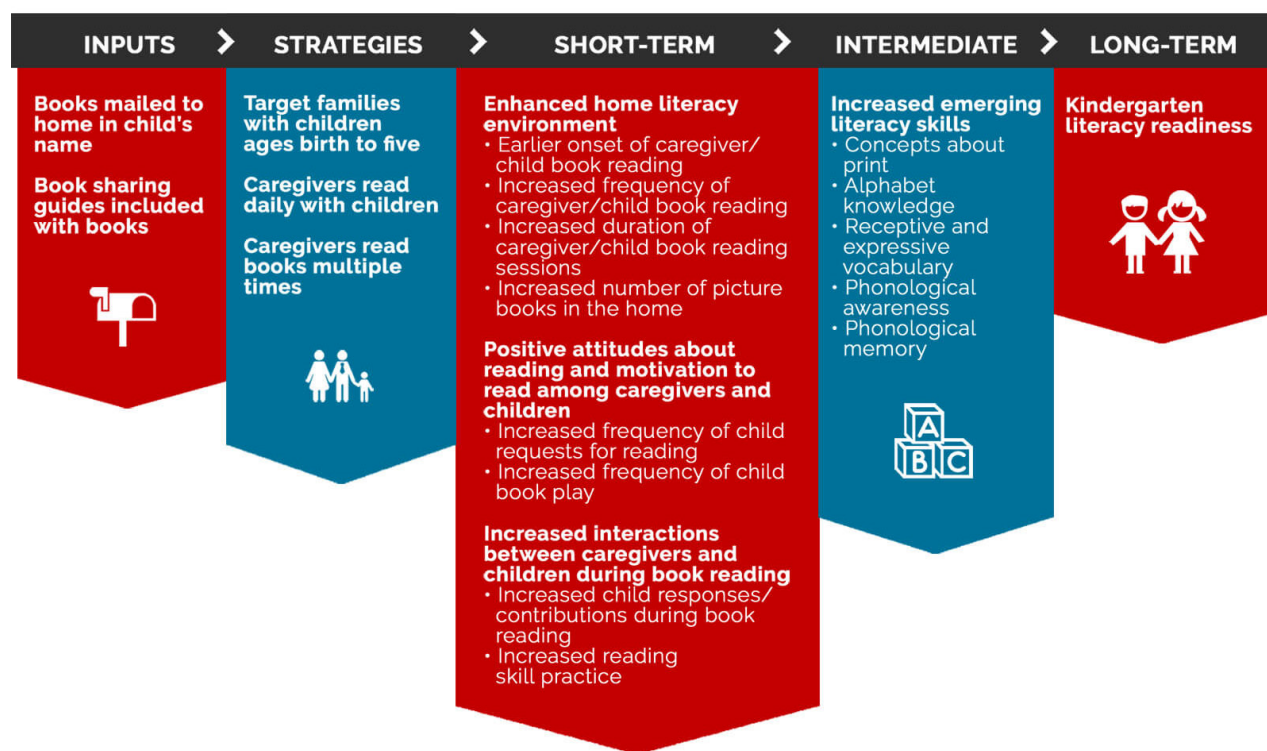 INPUTS > STRATEGIES > SHORT-TERM > INTERMEDIATE > LONG-TERM
Books mailed to
home in child's
name
Book sharing
guides included
with books
Target families
with children
ages birth to five
Caregivers read
daily with children
Caregivers read
books multiple
times
Enhanced home literacy
environment
• Earlier onset of caregiver/
child book reading
• Increased frequency of
caregiver/child book reading
• Increased duration of
caregiver/child book reading
sessions
• Increased number of picture
books in the home
Positive attitudes about
reading and motivation to
read among caregivers and
children
• Increased frequency of child
requests for reading
• Increased frequency of child
book play
Increased interactions
between caregivers and
children during book reading
• Increased child responses/
contributions during book
reading
• Increased reading
skill practice
Increased emerging
literacy skills
• Concepts about
print
• Alphabet
knowledge
• Receptive and
expressive
vocabulary
• Phonological
awareness
• Phonological
memory
A
B C
Kindergarten
literacy readiness